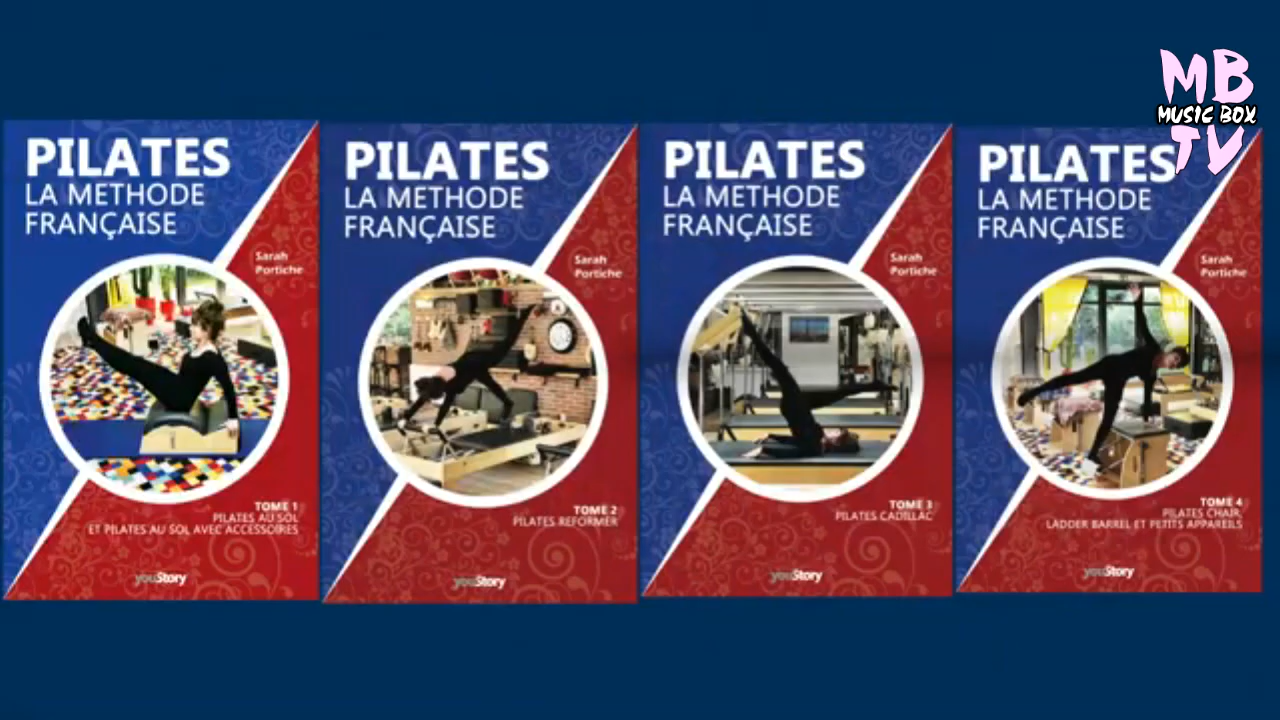 MB
MUSIC BOX
TV
PILATES
LA METHODE
FRANÇAISE
Sarah
Portiche
TOME 1
PILATES AU SOL
ET PILATES AU SOL AVEC ACCESSOIRES
youStory
PILATES
LA METHODE
FRANÇAISE
Sarah
Portiche
TOME 2
PILATES REFORMER
youStory
PILATES
LA METHODE
FRANÇAISE
Sarah
Portiche
TOME 3
PILATES CADILLAC
youStory
PILATES
LA METHODE
FRANÇAISE
Sarah
Portiche
TOME 4
PILATES CHAIR,
LADDER BARREL ET PETITS APPAREILS
youStory